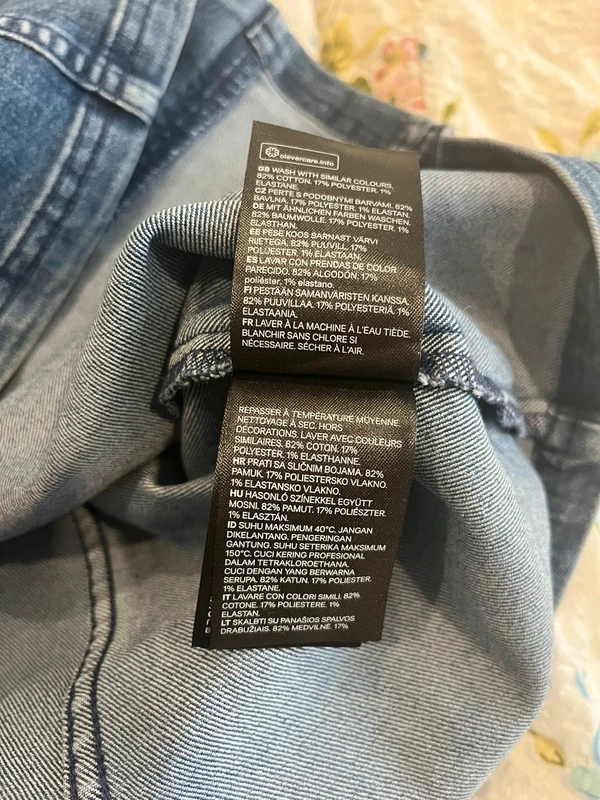 clevercare.info
GB WASH WITH SIMILAR COLOURS.
82% COTTON. 17% POLYESTER. 1%
ELASTANE.
CZ PERTE S PODOBNÝMI BARVAMI. 82%
BAVLNA. 17% POLYESTER. 1% ELASTAN.
DE MIT ÄHNLICHEN FARBEN WASCHEN.
82% BAUMWOLLE. 17% POLYESTER. 1%
ELASTHAN.
EE PESE KOOS SARNAST VÄRVI
RIETEGA. 82% PUUVILL. 17%
POLÜESTER. 1% ELASTAAN.
ES LAVAR CON PRENDAS DE COLOR
PARECIDO. 82% ALGODÓN. 17%
poliéster. 1% elastano.
FI PESTÄÄN SAMANVÄRISTEN KANSSA.
82% PUUVILLAA. 17% POLYESTERIÄ. 1%
ELASTAANIA.
FR LAVER À LA MACHINE À L'EAU TIÈDE.
BLANCHIR SANS CHLORE SI
NÉCESSAIRE. SÉCHER À L'AIR.
REPASSER À TEMPÉRATURE MOYENNE.
NETTOYAGE À SEC. HORS
DÉCORATIONS. LAVER AVEC COULEURS
SIMILAIRES. 82% COTON. 17%
POLYESTER. 1% ELASTHANNE.
HR PRATI SA SLIČNIM BOJAMA. 82%
PAMUK. 17% POLIESTERSKO VLAKNO.
1% ELASTANSKO VLAKNO.
HU HASONLÓ SZÍNEKKEL EGYÜTT
MOSNI. 82% PAMUT. 17% POLIÉSZTER.
1% ELASZTÁN.
ID SUHU MAKSIMUM 40°C. JANGAN
DIKELANTANG. PENGERINGAN
GANTUNG. SUHU SETERIKA MAKSIMUM
150°C. CUCI KERING PROFESIONAL
DALAM TETRAKLOROETHANA.
CUCI DENGAN YANG BERWARNA
SERUPA. 82% KATUN. 17% POLIESTER.
1% ELASTANE.
IT LAVARE CON COLORI SIMILI. 82%
COTONE. 17% POLIESTERE. 1%
ELASTAN.
LT SKALBTI SU PANAŠIOS SPALVOS
DRABUŽIAIS. 82% MEDVILNĖ. 17%